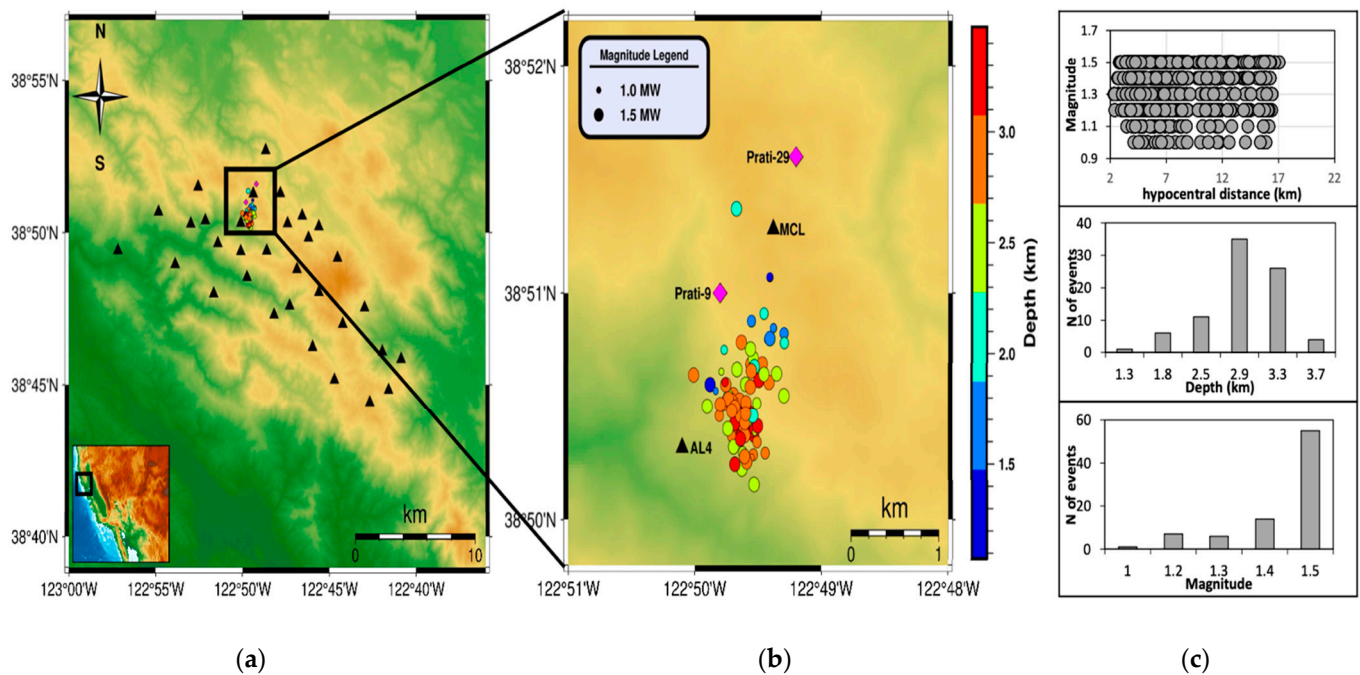 N
S
38°55'N
38°50'N
38°45'N
38°40'N
km
0 10
123°00'W 122°55'W 122°50'W 122°45'W 122°40'W
(a)
Magnitude Legend
1.0 MW
1.5 MW
38°52'N
38°51'N
38°50'N
Prati-29
MCL
Prati-9
AL4
km
0 1
122°51'W 122°50'W 122°49'W 122°48'W
3.0
2.5
2.0
1.5
Depth (km)
(b)
1.7
1.5
1.3
1.1
0.9
Magnitude
2 7 12 17 22
hypocentral distance (km)
40
30
20
10
0
N of events
1.3 1.8 2.5 2.9 3.3 3.7
Depth (km)
60
40
20
0
N of events
1 1.2 1.3 1.4 1.5
Magnitude
(c)